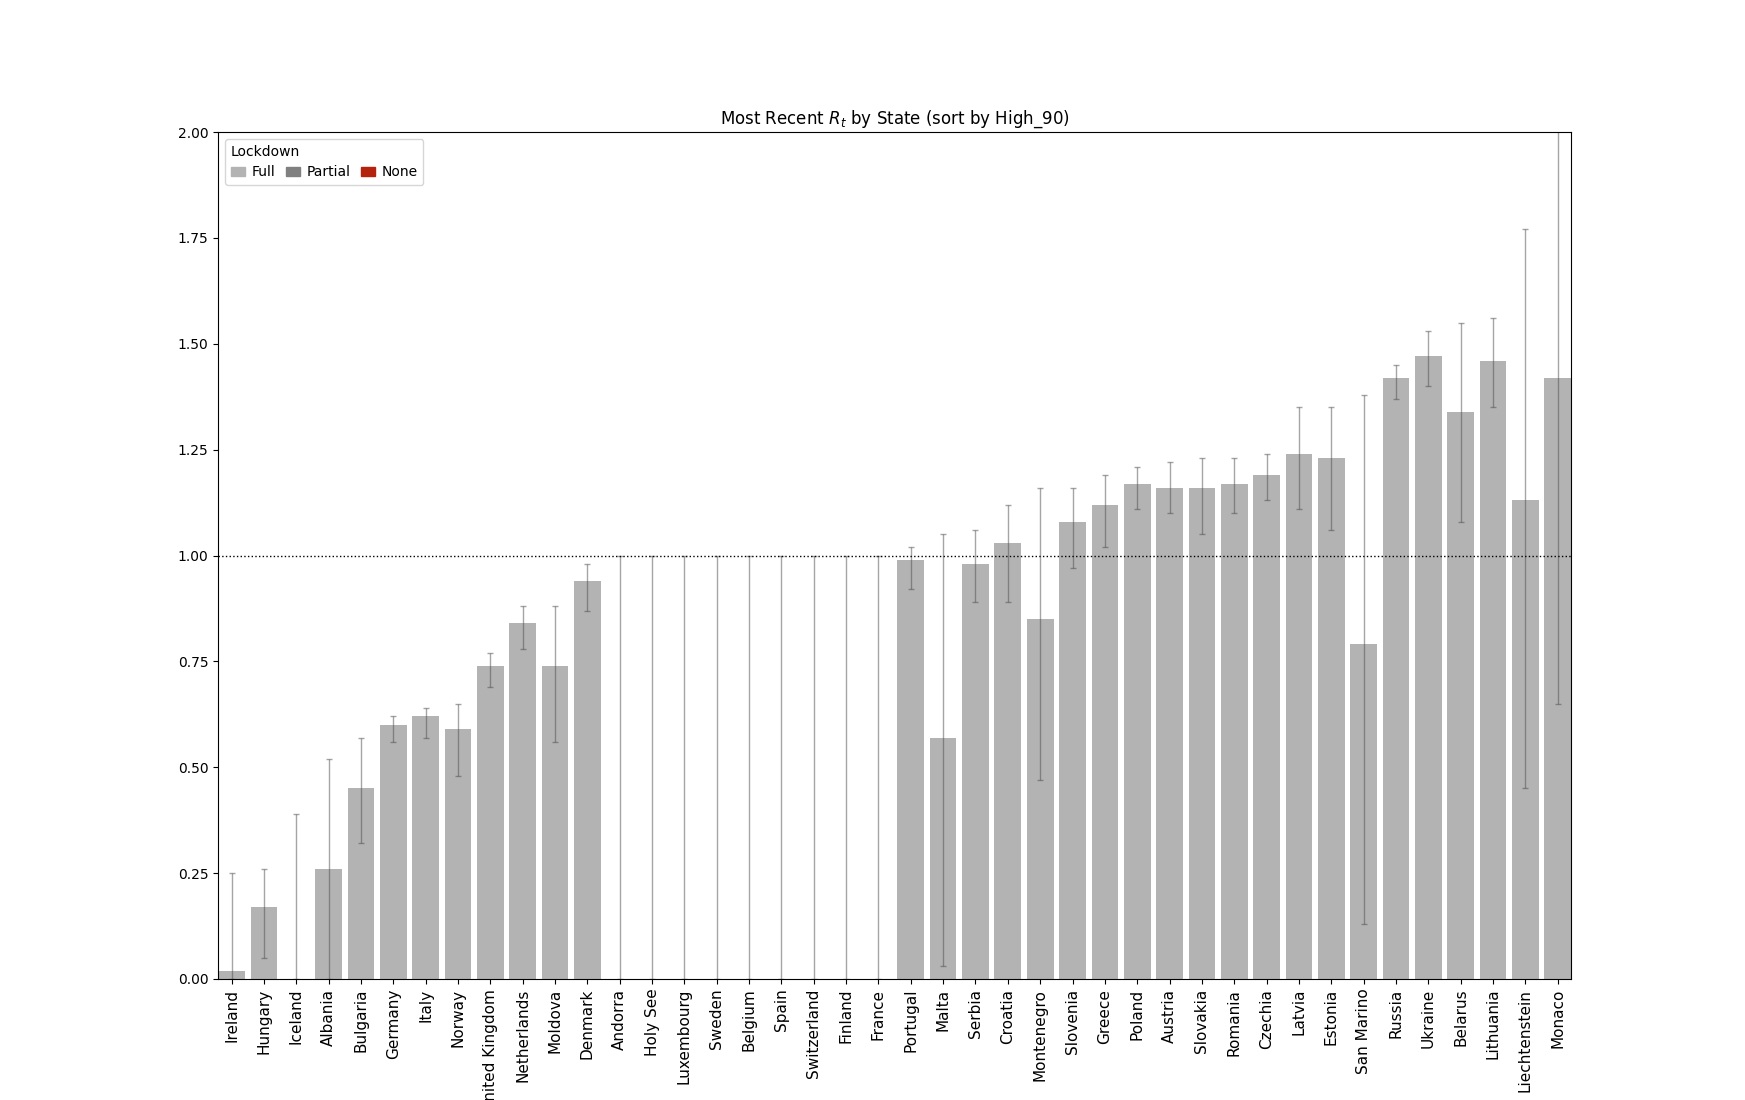 Most Recent R_t by State (sort by High_90)
2.00
1.75
1.50
1.25
1.00
0.75
0.50
0.25
0.00
Lockdown
Full Partial None
Ireland
Hungary
Iceland
Albania
Bulgaria
Germany
Italy
Norway
nited Kingdom
Netherlands
Moldova
Denmark
Andorra
Holy See
Luxembourg
Sweden
Belgium
Spain
Switzerland
Finland
France
Portugal
Malta
Serbia
Croatia
Montenegro
Slovenia
Greece
Poland
Austria
Slovakia
Romania
Czechia
Latvia
Estonia
San Marino
Russia
Ukraine
Belarus
Lithuania
Liechtenstein
Monaco